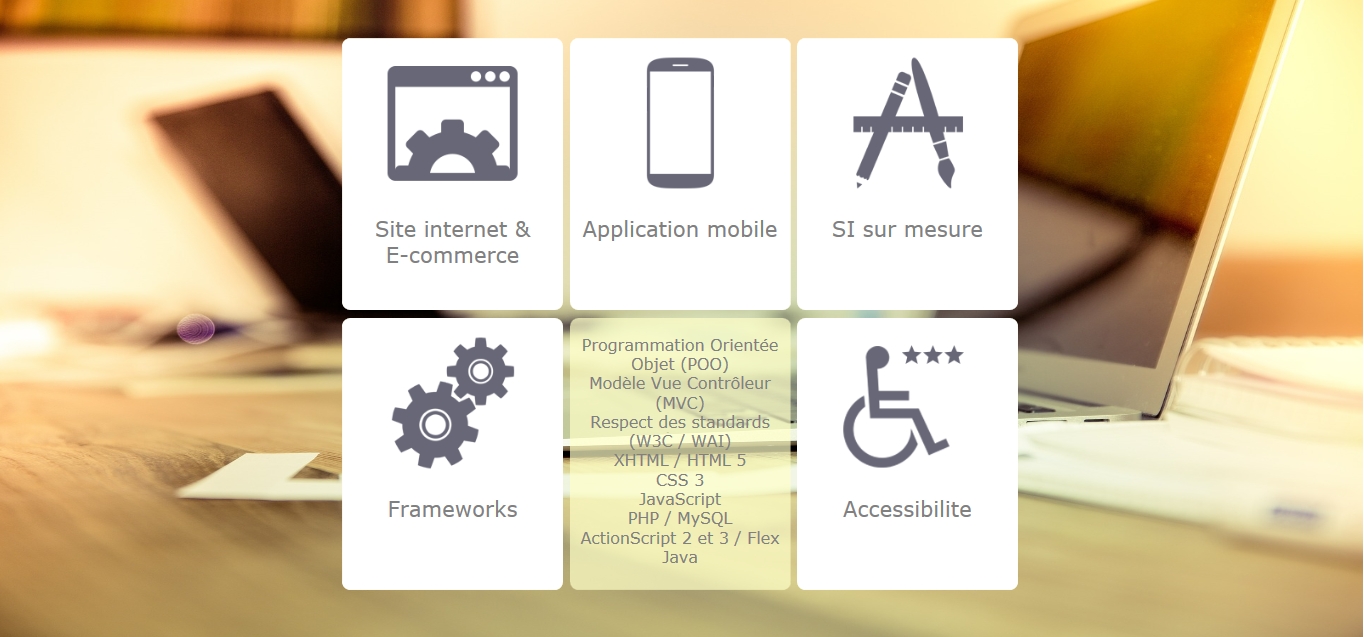 Site internet &
E-commerce
Application mobile
SI sur mesure
Frameworks
Programmation Orientée
Objet (POO)
Modèle Vue Contrôleur
(MVC)
Respect des standards
(W3C / WAI)
XHTML / HTML 5
CSS 3
JavaScript
PHP / MySQL
ActionScript 2 et 3 / Flex
Java
Accessibilite